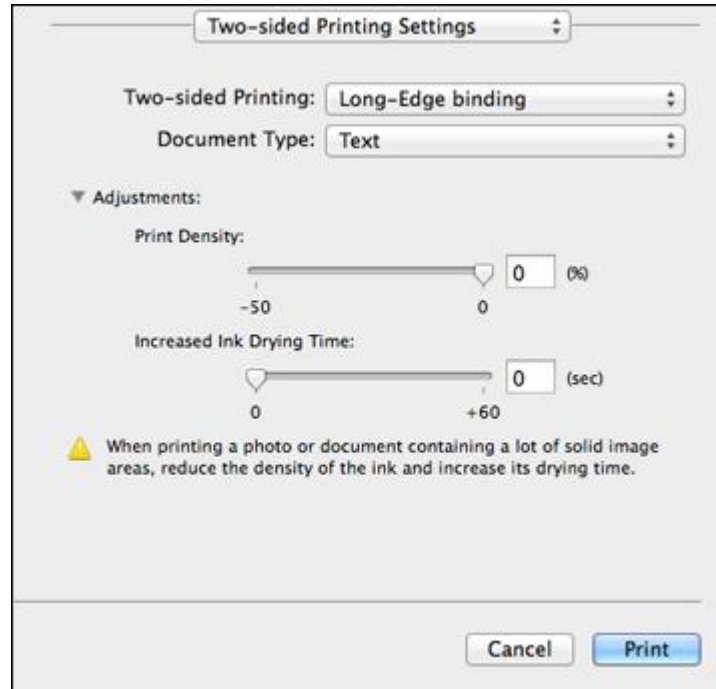 Two-sided Printing Settings
Two-sided Printing: Long-Edge binding
Document Type: Text
Adjustments:
Print Density:
0 (%)
-50 0
Increased Ink Drying Time:
0 (sec)
0 +60
When printing a photo or document containing a lot of solid image
areas, reduce the density of the ink and increase its drying time.
Cancel Print